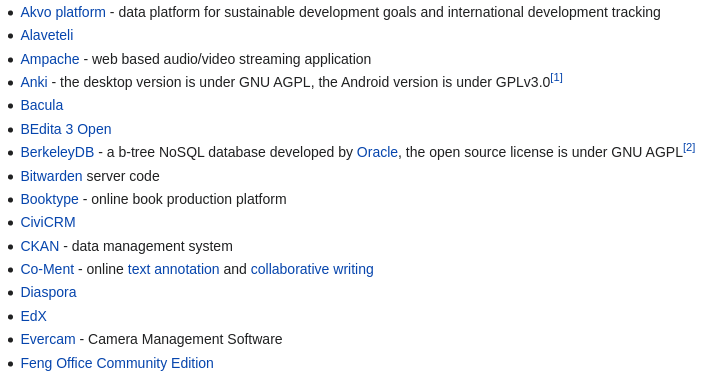 • Akvo platform - data platform for sustainable development goals and international development tracking
• Alaveteli
• Ampache - web based audio/video streaming application
• Anki - the desktop version is under GNU AGPL, the Android version is under GPLv3.0[1]
• Bacula
• BEdita 3 Open
• BerkeleyDB - a b-tree NoSQL database developed by Oracle, the open source license is under GNU AGPL[2]
• Bitwarden server code
• Booktype - online book production platform
• CiviCRM
• CKAN - data management system
• Co-Ment - online text annotation and collaborative writing
• Diaspora
• EdX
• Evercam - Camera Management Software
• Feng Office Community Edition